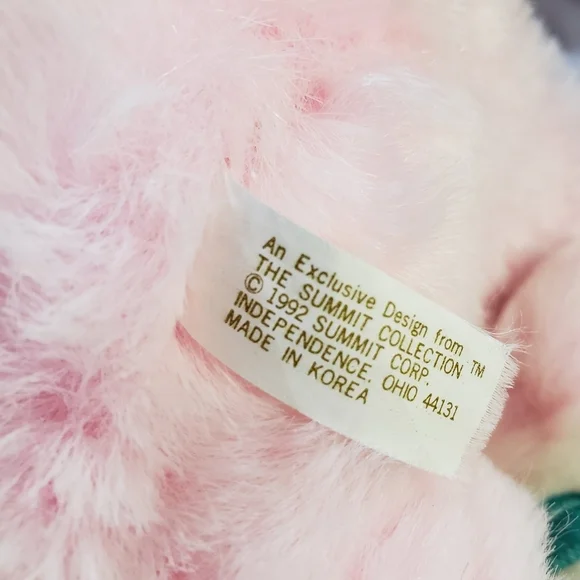 An Exclusive Design from
THE SUMMIT COLLECTION ™
© 1992 SUMMIT CORP.
INDEPENDENCE, OHIO 44131
MADE IN KOREA